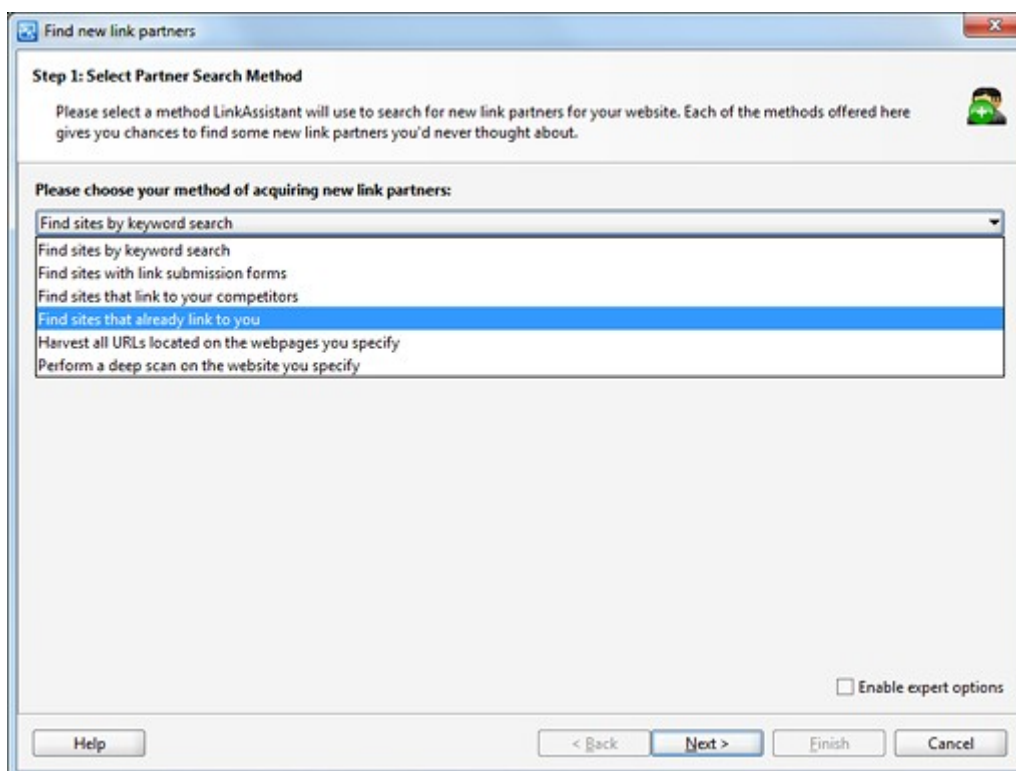 Find new link partners
Step 1: Select Partner Search Method
Please select a method LinkAssistant will use to search for new link partners for your website. Each of the methods offered here
gives you chances to find some new link partners you'd never thought about.
Please choose your method of acquiring new link partners:
Find sites by keyword search
Find sites by keyword search
Find sites with link submission forms
Find sites that link to your competitors
Find sites that already link to you
Harvest all URLs located on the webpages you specify
Perform a deep scan on the website you specify
Enable expert options
Help < Back Next > Finish Cancel